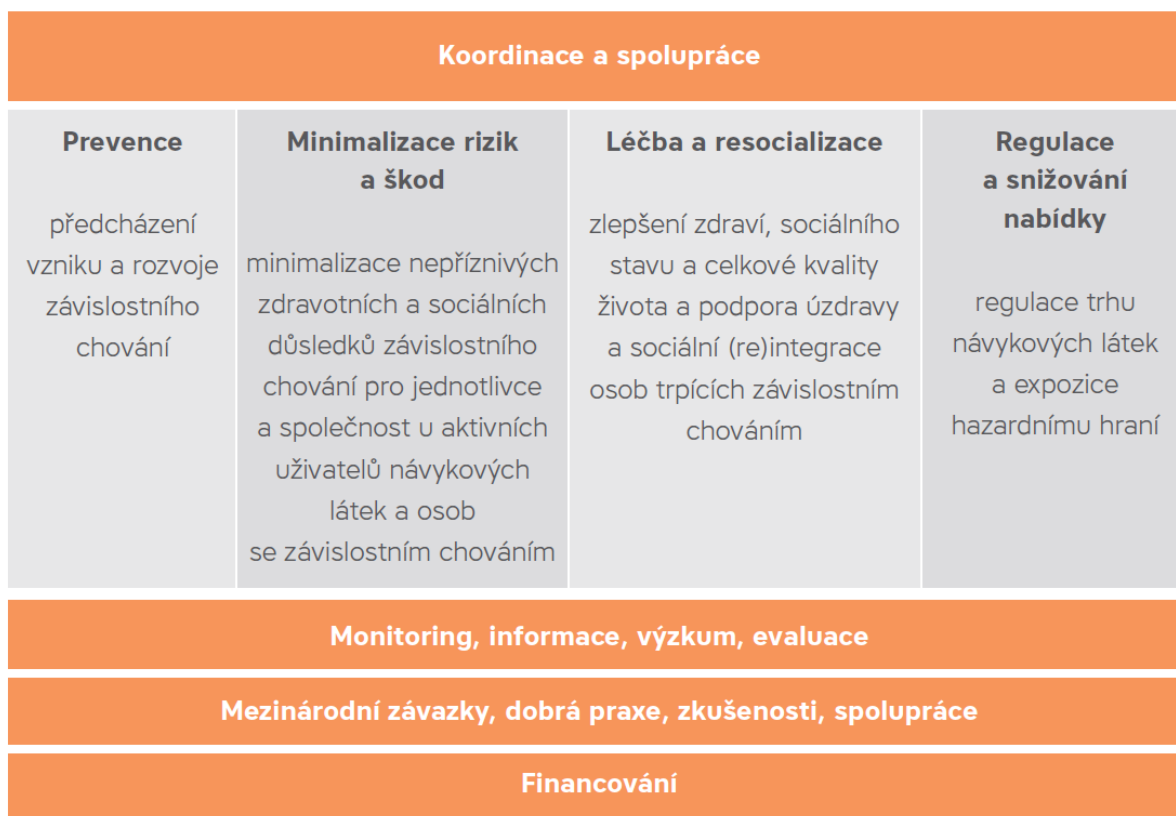 Koordinace a spolupráce
Prevence
předcházení
vzniku a rozvoje
závislostního
chování
Minimalizace rizik
a škod
minimalizace nepříznivých
zdravotních a sociálních
důsledků závislostního
chování pro jednotlivce
a společnost u aktivních
uživatelů návykových
látek a osob
se závislostním chováním
Léčba a resocializace
zlepšení zdraví, sociálního
stavu a celkové kvality
života a podpora úzdravy
a sociální (re)integrace
osob trpících závislostním
chováním
Regulace
a snižování
nabídky
regulace trhu
návykových látek
a expozice
hazardnímu hraní
Monitoring, informace, výzkum, evaluace
Mezinárodní závazky, dobrá praxe, zkušenosti, spolupráce
Financování